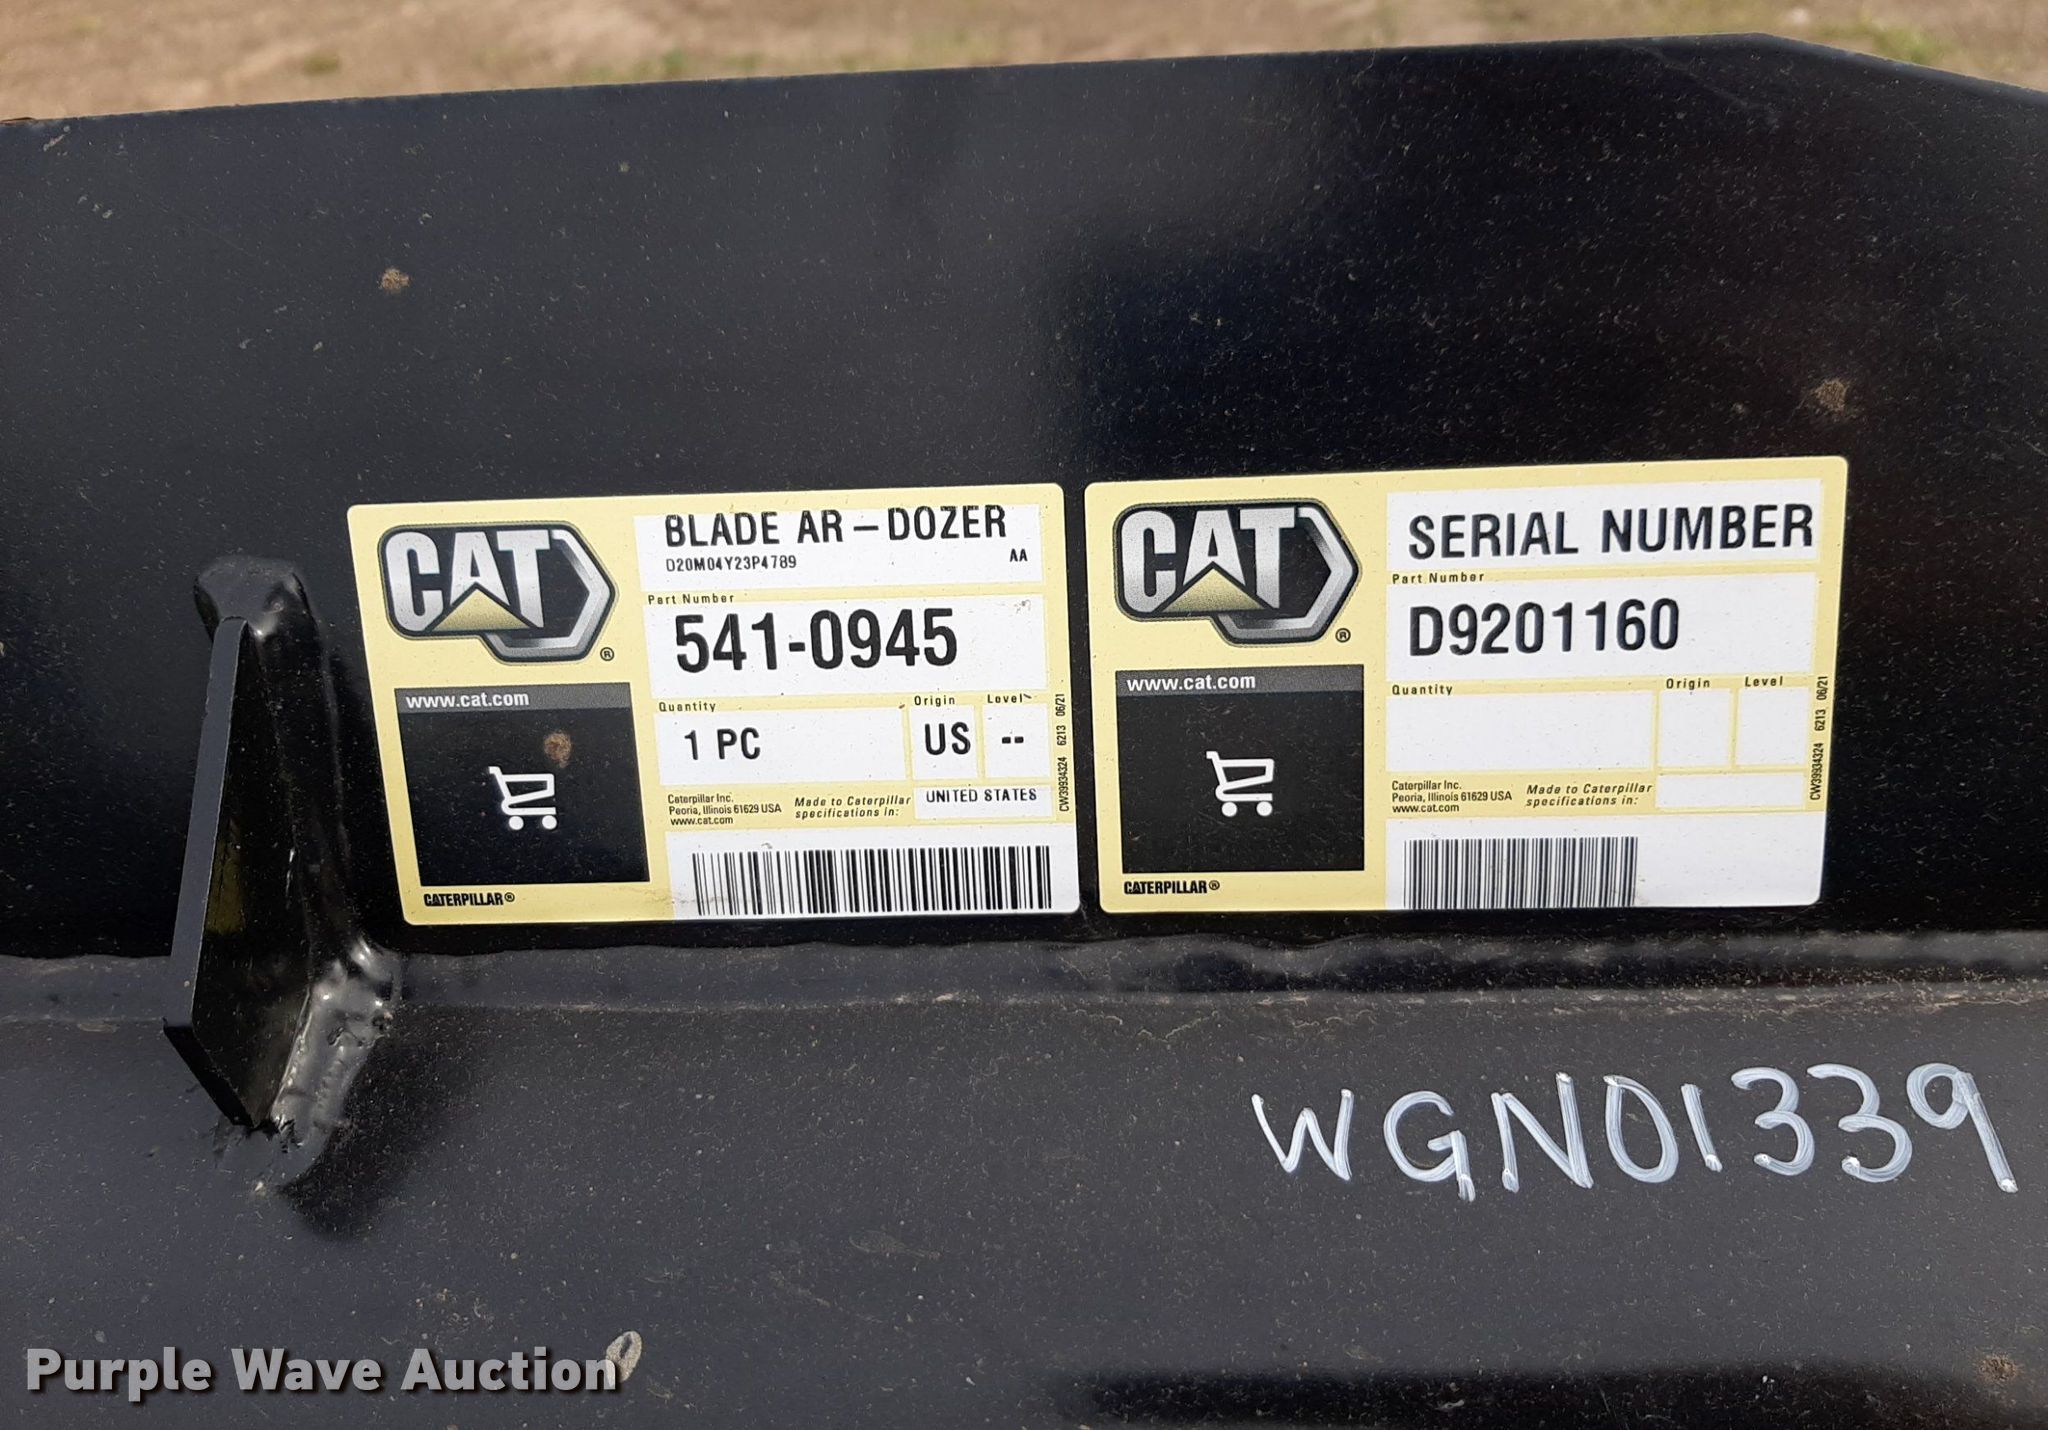 CAT
®
BLADE AR – DOZER
D20M04Y23P4789 AA
Part Number
541-0945
www.cat.com
Quantity Origin Level
1 PC US --
Caterpillar Inc.
Peoria, Illinois 61629 USA
www.cat.com
Made to Caterpillar
specifications in:
UNITED STATES
CW39934324 6213 06/21
CATERPILLAR®
CAT
®
SERIAL NUMBER
Part Number
D9201160
www.cat.com
Quantity Origin Level
Caterpillar Inc.
Peoria, Illinois 61629 USA
www.cat.com
Made to Caterpillar
specifications in:
CW39934324 6213 06/21
CATERPILLAR®
WGN01339
Purple Wave Auction